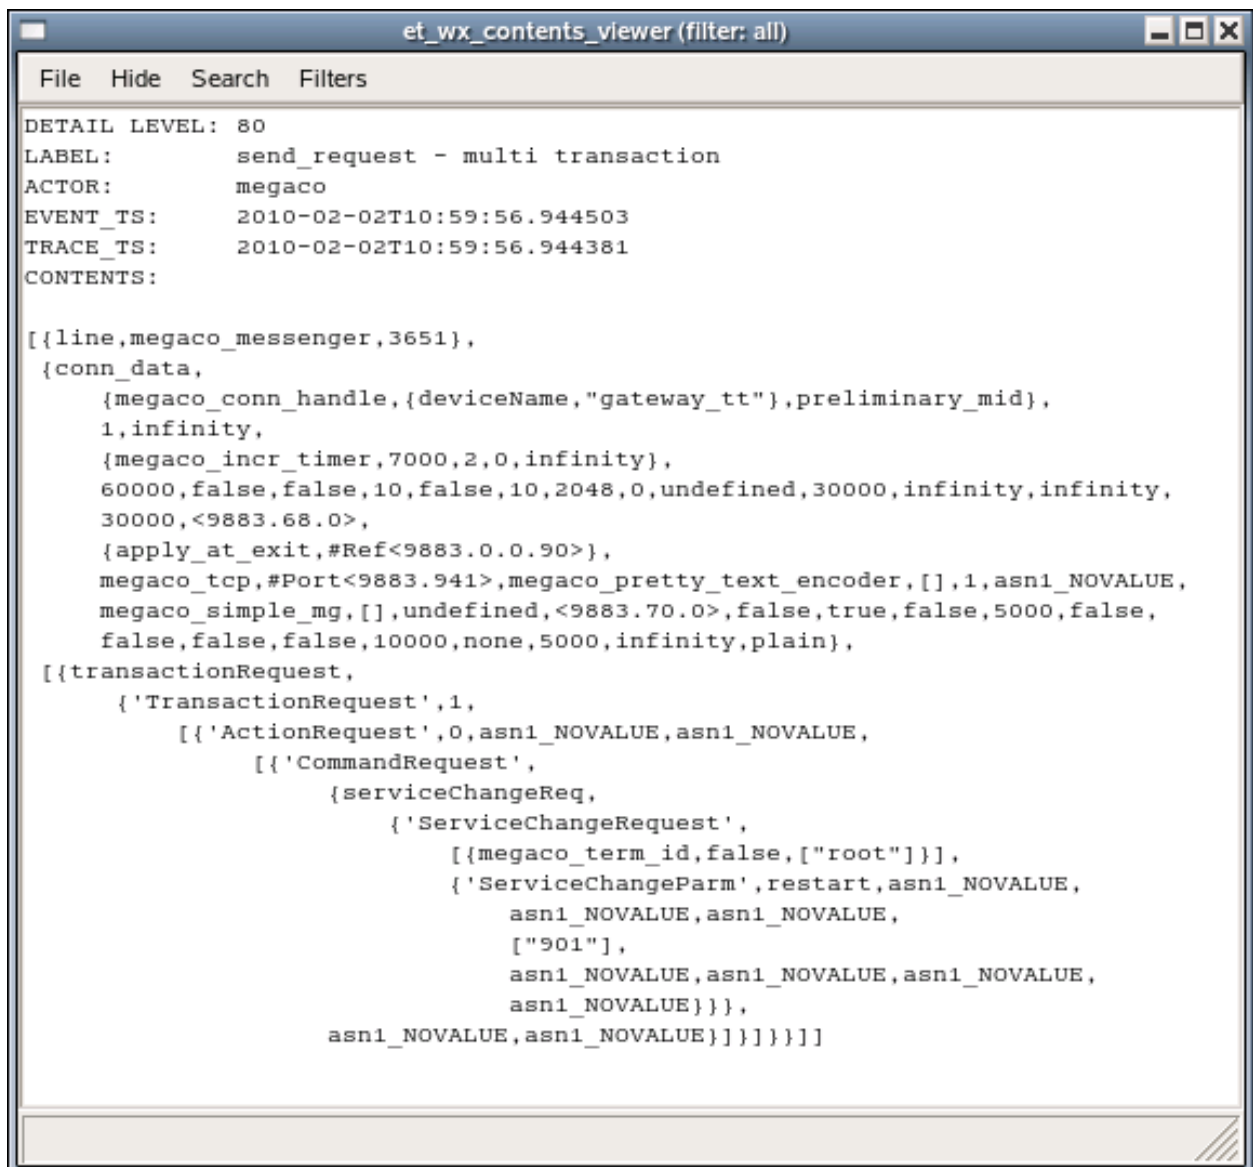 et_wx_contents_viewer (filter: all)
File Hide Search Filters
DETAIL LEVEL: 80
LABEL:        send_request - multi transaction
ACTOR:        megaco
EVENT_TS:     2010-02-02T10:59:56.944503
TRACE_TS:     2010-02-02T10:59:56.944381
CONTENTS:

[{line,megaco_messenger,3651},
 {conn_data,
     {megaco_conn_handle,{deviceName,"gateway_tt"},preliminary_mid},
     1,infinity,
     {megaco_incr_timer,7000,2,0,infinity},
     60000,false,false,10,false,10,2048,0,undefined,30000,infinity,infinity,
     30000,<9883.68.0>,
     {apply_at_exit,#Ref<9883.0.0.90>},
     megaco_tcp,#Port<9883.941>,megaco_pretty_text_encoder,[],1,asn1_NOVALUE,
     megaco_simple_mg,[],undefined,<9883.70.0>,false,true,false,5000,false,
     false,false,false,10000,none,5000,infinity,plain},
 [{transactionRequest,
      {'TransactionRequest',1,
          [{'ActionRequest',0,asn1_NOVALUE,asn1_NOVALUE,
               [{'CommandRequest',
                    {serviceChangeReq,
                        {'ServiceChangeRequest',
                            [{megaco_term_id,false,["root"]}],
                            {'ServiceChangeParm',restart,asn1_NOVALUE,
                                asn1_NOVALUE,asn1_NOVALUE,
                                ["901"],
                                asn1_NOVALUE,asn1_NOVALUE,asn1_NOVALUE,
                                asn1_NOVALUE}}},
                    asn1_NOVALUE,asn1_NOVALUE}]}]}}]]